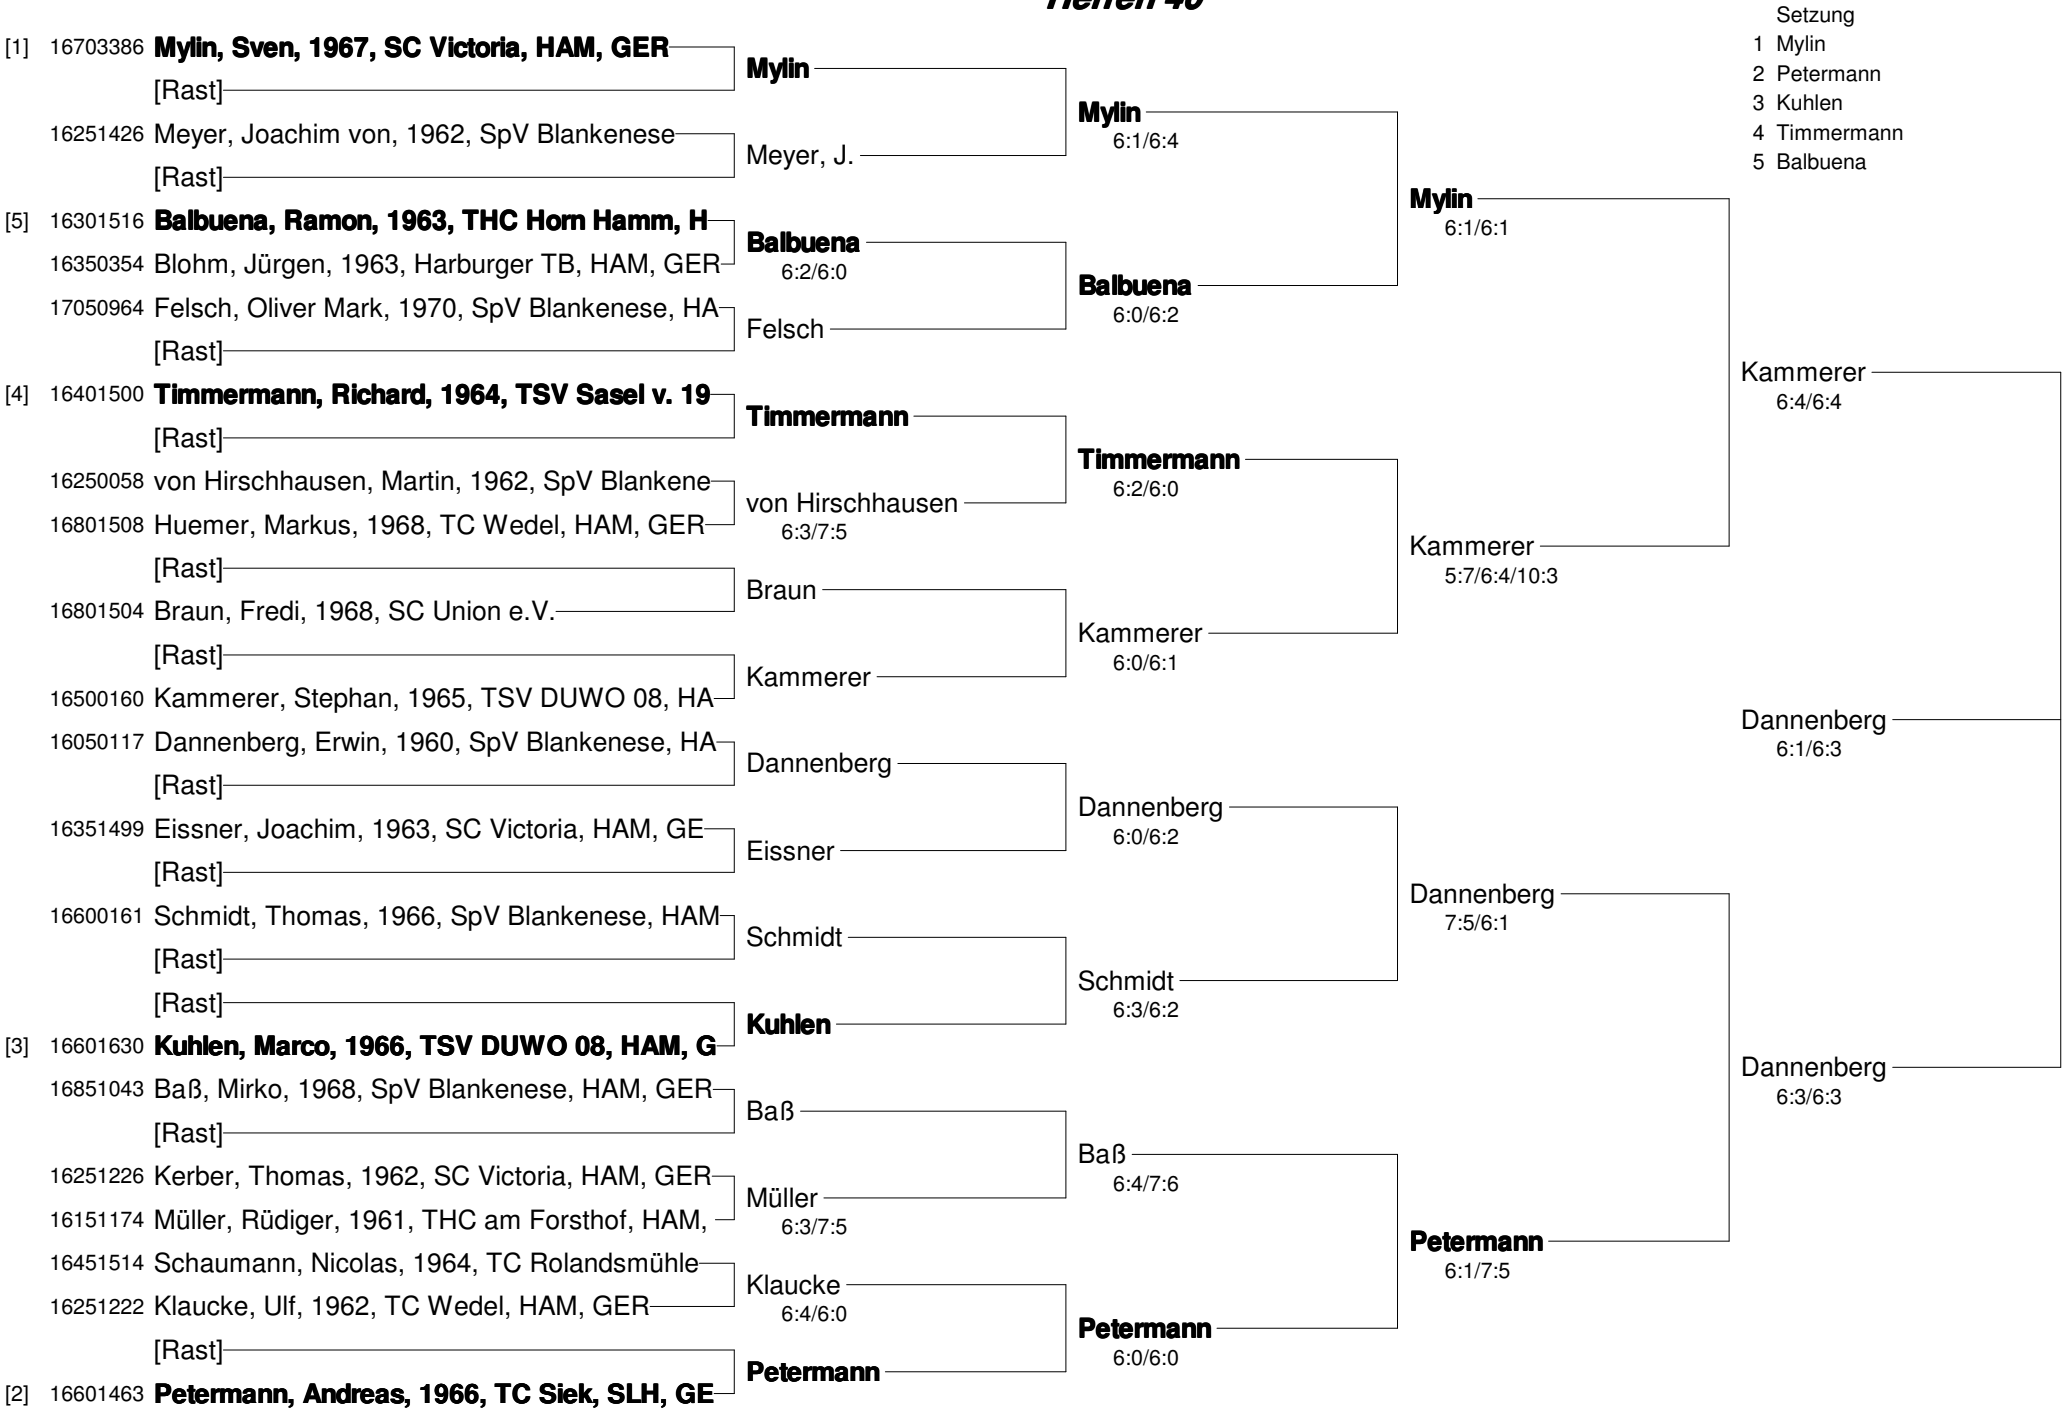 Herren 40
Setzung
1 Mylin
2 Petermann
3 Kuhlen
4 Timmermann
5 Balbuena
[1] 16703386 Mylin, Sven, 1967, SC Victoria, HAM, GER
[Rast]
16251426 Meyer, Joachim von, 1962, SpV Blankenese
[Rast]
[5] 16301516 Balbuena, Ramon, 1963, THC Horn Hamm, H
16350354 Blohm, Jürgen, 1963, Harburger TB, HAM, GER
17050964 Felsch, Oliver Mark, 1970, SpV Blankenese, HA
[Rast]
[4] 16401500 Timmermann, Richard, 1964, TSV Sasel v. 19
[Rast]
16250058 von Hirschhausen, Martin, 1962, SpV Blankene
16801508 Huemer, Markus, 1968, TC Wedel, HAM, GER
[Rast]
16801504 Braun, Fredi, 1968, SC Union e.V.
[Rast]
16500160 Kammerer, Stephan, 1965, TSV DUWO 08, HA
16050117 Dannenberg, Erwin, 1960, SpV Blankenese, HA
[Rast]
16351499 Eissner, Joachim, 1963, SC Victoria, HAM, GE
[Rast]
16600161 Schmidt, Thomas, 1966, SpV Blankenese, HAM
[Rast]
[Rast]
[3] 16601630 Kuhlen, Marco, 1966, TSV DUWO 08, HAM, G
16851043 Baß, Mirko, 1968, SpV Blankenese, HAM, GER
[Rast]
16251226 Kerber, Thomas, 1962, SC Victoria, HAM, GER
16151174 Müller, Rüdiger, 1961, THC am Forsthof, HAM,
16451514 Schaumann, Nicolas, 1964, TC Rolandsmühle
16251222 Klaucke, Ulf, 1962, TC Wedel, HAM, GER
[Rast]
[2] 16601463 Petermann, Andreas, 1966, TC Siek, SLH, GE
Mylin
Meyer, J.
Balbuena
6:2/6:0
Felsch
Timmermann
von Hirschhausen
6:3/7:5
Braun
Kammerer
Dannenberg
Eissner
Schmidt
Kuhlen
Baß
Müller
6:3/7:5
Klaucke
6:4/6:0
Petermann
Mylin
6:1/6:4
Balbuena
6:0/6:2
Timmermann
6:2/6:0
Kammerer
6:0/6:1
Dannenberg
6:0/6:2
Schmidt
6:3/6:2
Baß
6:4/7:6
Petermann
6:0/6:0
Mylin
6:1/6:1
Kammerer
5:7/6:4/10:3
Dannenberg
7:5/6:1
Petermann
6:1/7:5
Kammerer
6:4/6:4
Dannenberg
6:1/6:3
Dannenberg
6:3/6:3